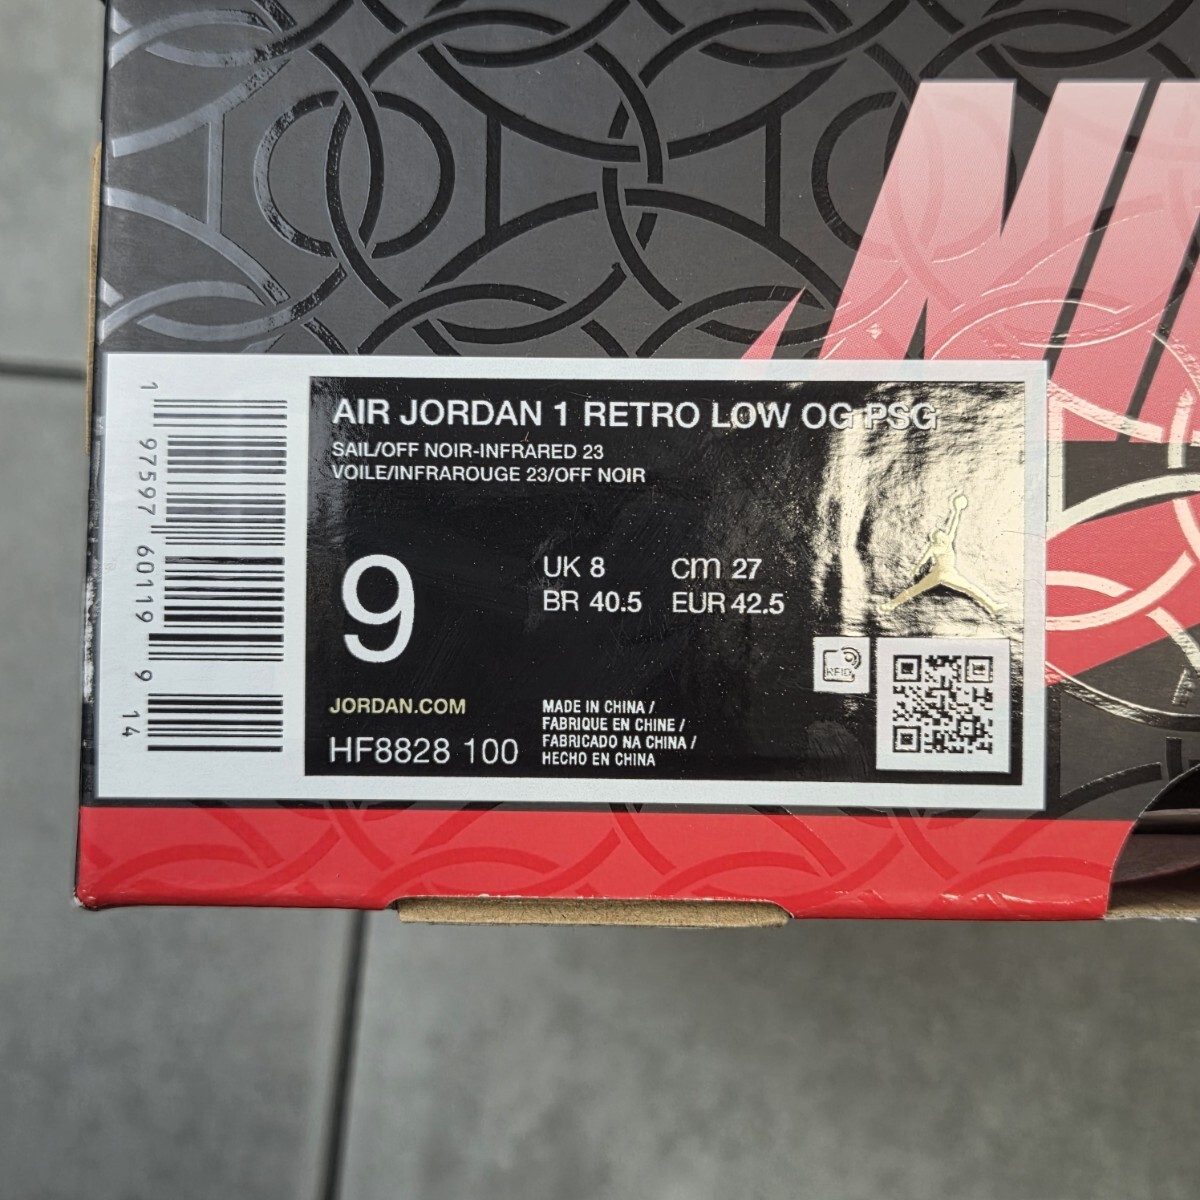 NI
AIR JORDAN 1 RETRO LOW OG PSG
SAIL/OFF NOIR-INFRARED 23
VOILE/INFRAROUGE 23/OFF NOIR
9
UK 8 cm 27
BR 40.5 EUR 42.5
RFID
JORDAN.COM
HF8828 100
MADE IN CHINA /
FABRIQUE EN CHINE /
FABRICADO NA CHINA /
HECHO EN CHINA
1 97597 60119 9 14